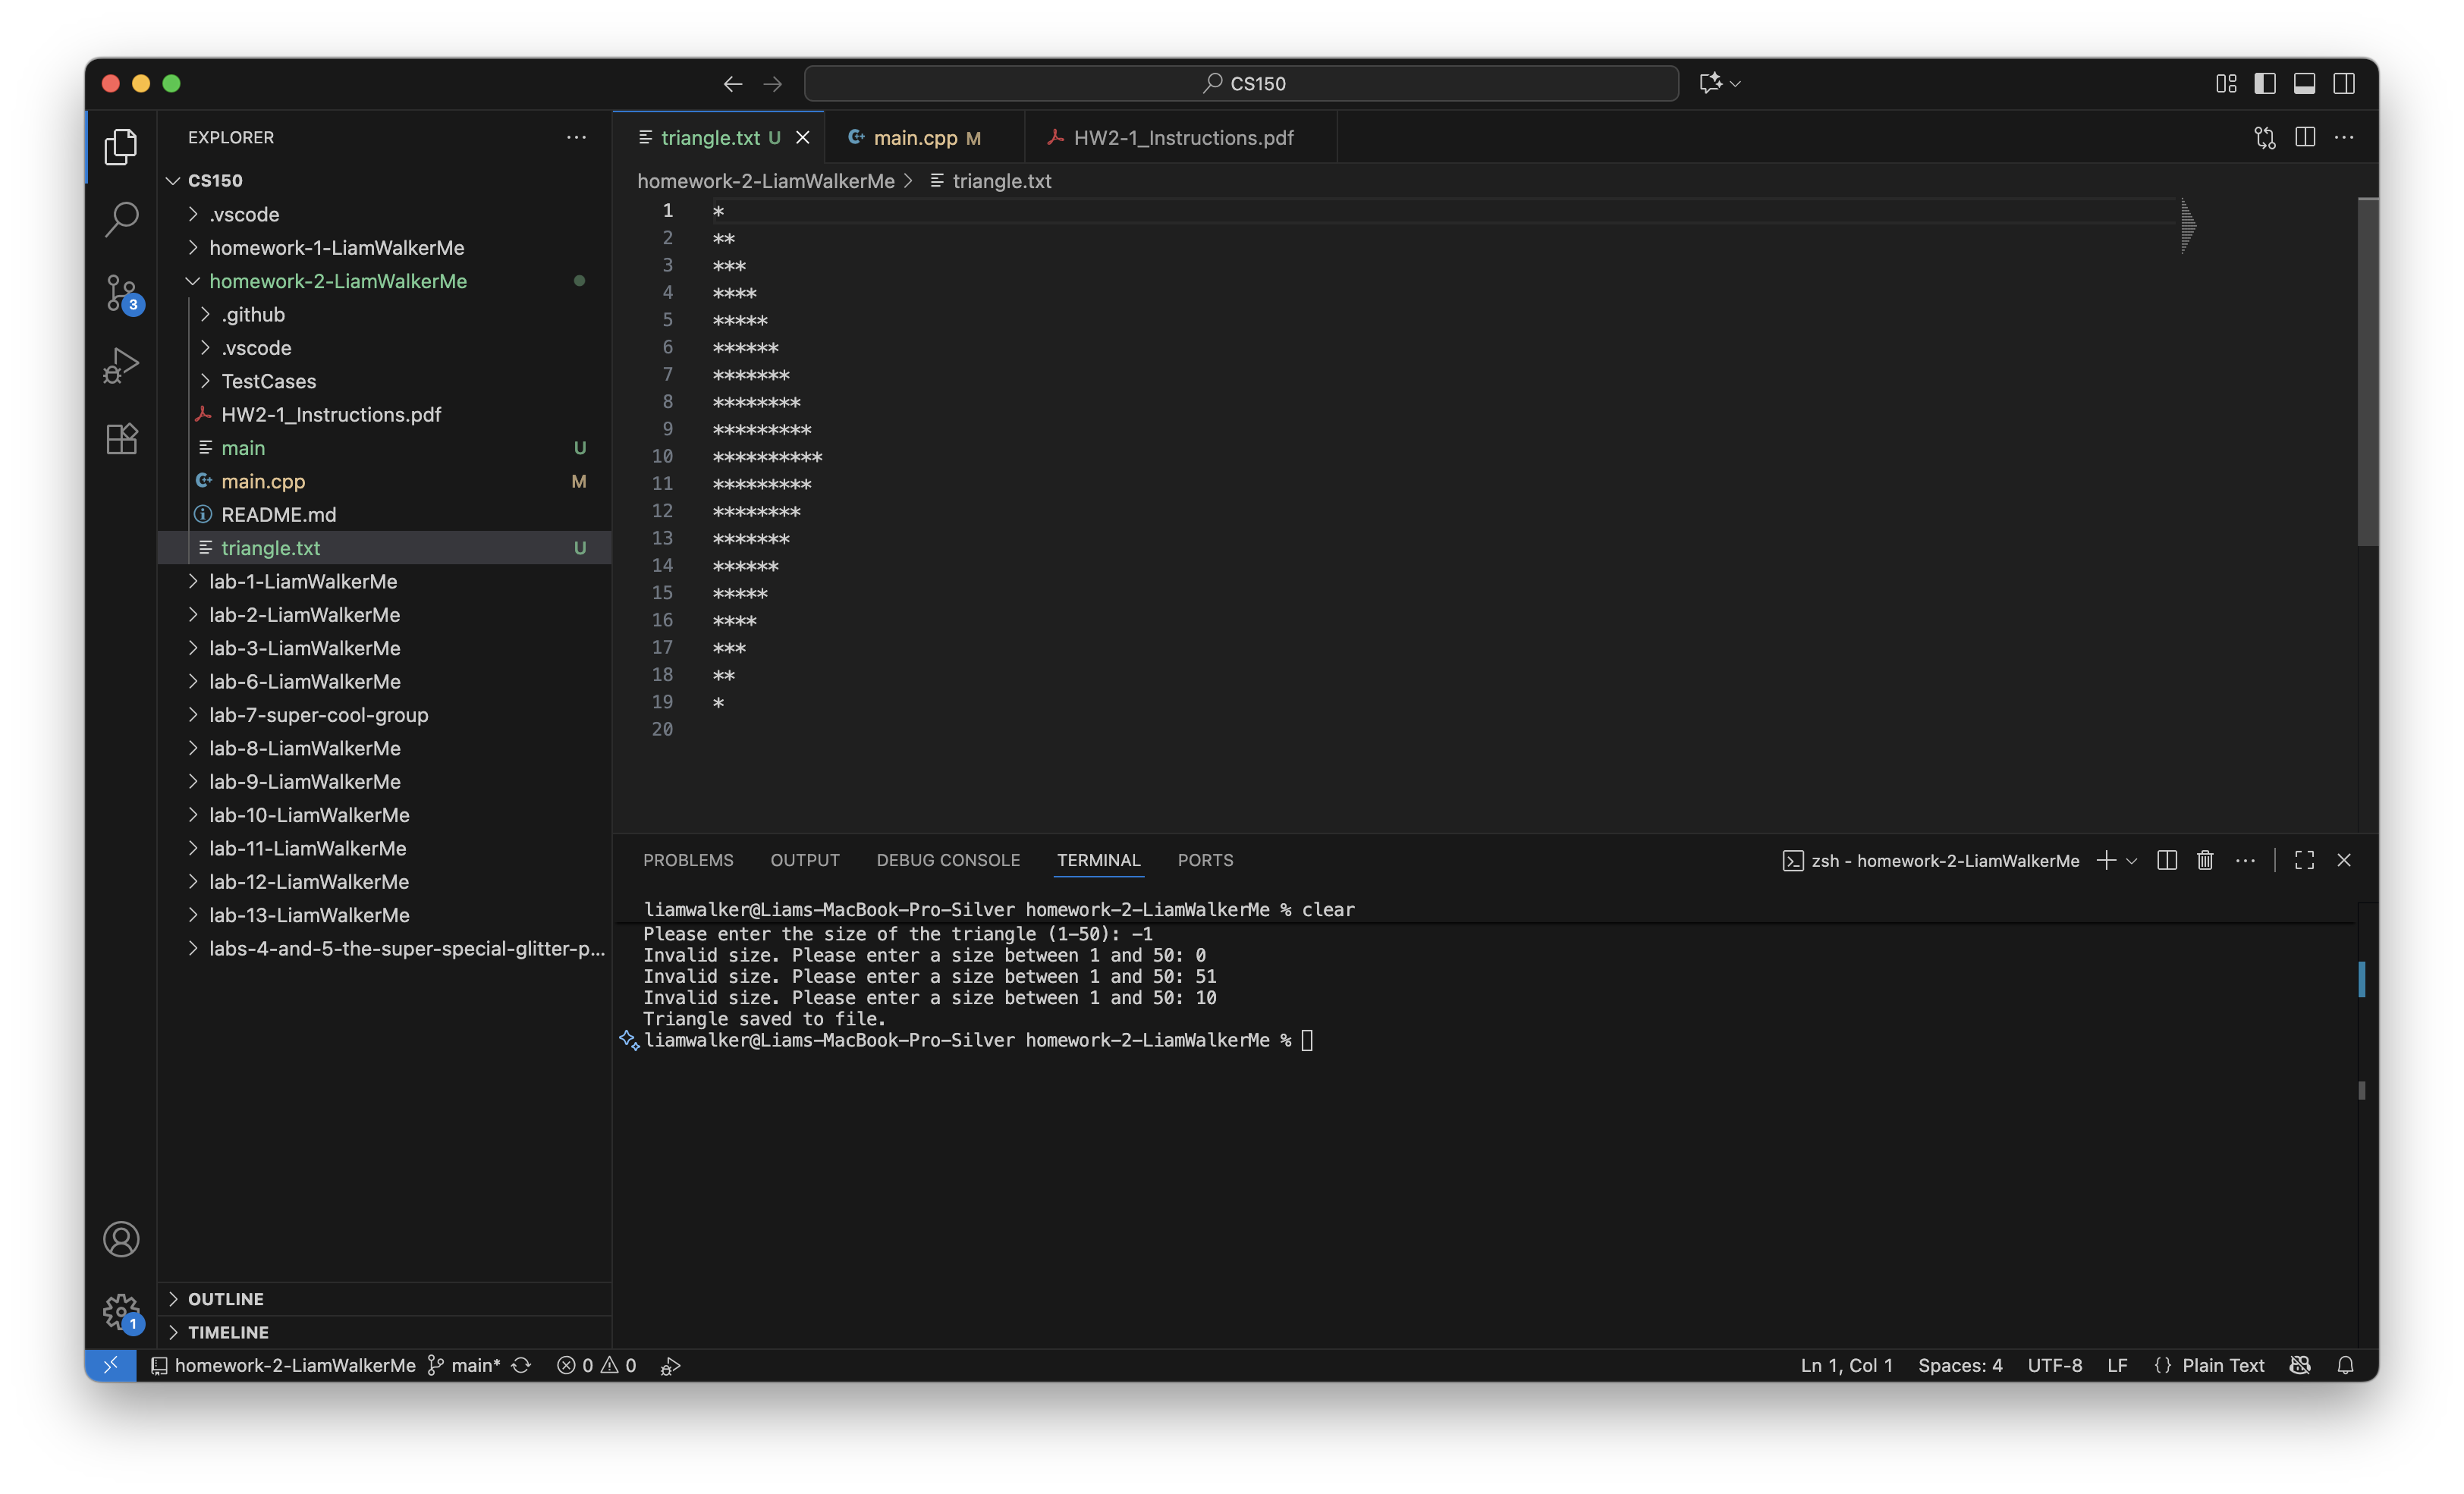 CS150
EXPLORER
CS150
.vscode
homework-1-LiamWalkerMe
homework-2-LiamWalkerMe
.github
.vscode
TestCases
HW2-1_Instructions.pdf
main U
main.cpp M
README.md
triangle.txt U
lab-1-LiamWalkerMe
lab-2-LiamWalkerMe
lab-3-LiamWalkerMe
lab-6-LiamWalkerMe
lab-7-super-cool-group
lab-8-LiamWalkerMe
lab-9-LiamWalkerMe
lab-10-LiamWalkerMe
lab-11-LiamWalkerMe
lab-12-LiamWalkerMe
lab-13-LiamWalkerMe
labs-4-and-5-the-super-special-glitter-p...
OUTLINE
TIMELINE
3
1
triangle.txt U main.cpp M HW2-1_Instructions.pdf
homework-2-LiamWalkerMe > triangle.txt
1 *
2 **
3 ***
4 ****
5 *****
6 ******
7 *******
8 ********
9 *********
10 **********
11 *********
12 ********
13 *******
14 ******
15 *****
16 ****
17 ***
18 **
19 *
20
PROBLEMS OUTPUT DEBUG CONSOLE TERMINAL PORTS zsh - homework-2-LiamWalkerMe
liamwalker@Liams-MacBook-Pro-Silver homework-2-LiamWalkerMe % clear
Please enter the size of the triangle (1-50): -1
Invalid size. Please enter a size between 1 and 50: 0
Invalid size. Please enter a size between 1 and 50: 51
Invalid size. Please enter a size between 1 and 50: 10
Triangle saved to file.
liamwalker@Liams-MacBook-Pro-Silver homework-2-LiamWalkerMe %
homework-2-LiamWalkerMe main* 0 0 Ln 1, Col 1 Spaces: 4 UTF-8 LF {} Plain Text